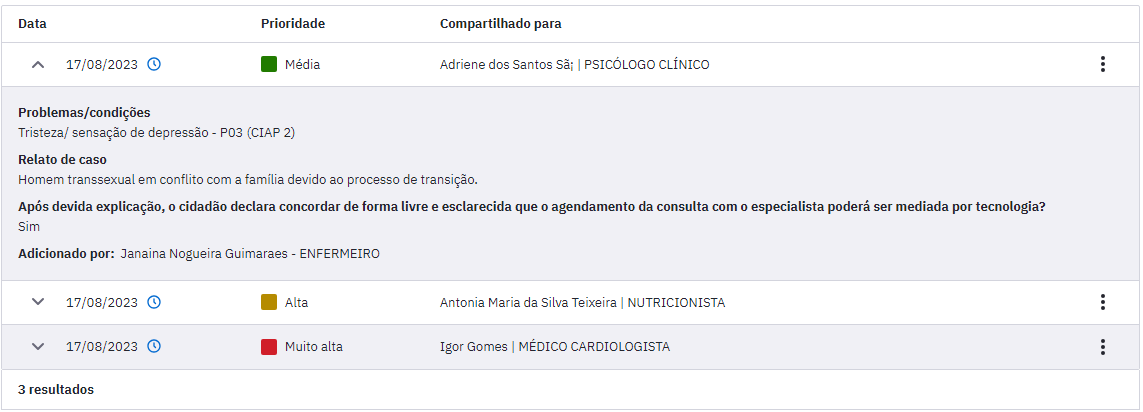 Data Prioridade Compartilhado para
17/08/2023 Média Adriene dos Santos Sã; | PSICÓLOGO CLÍNICO
Problemas/condições
Tristeza/ sensação de depressão - P03 (CIAP 2)
Relato de caso
Homem transsexual em conflito com a família devido ao processo de transição.
Após devida explicação, o cidadão declara concordar de forma livre e esclarecida que o agendamento da consulta com o especialista poderá ser mediada por tecnologia?
Sim
Adicionado por: Janaina Nogueira Guimaraes - ENFERMEIRO
17/08/2023 Alta Antonia Maria da Silva Teixeira | NUTRICIONISTA
17/08/2023 Muito alta Igor Gomes | MÉDICO CARDIOLOGISTA
3 resultados